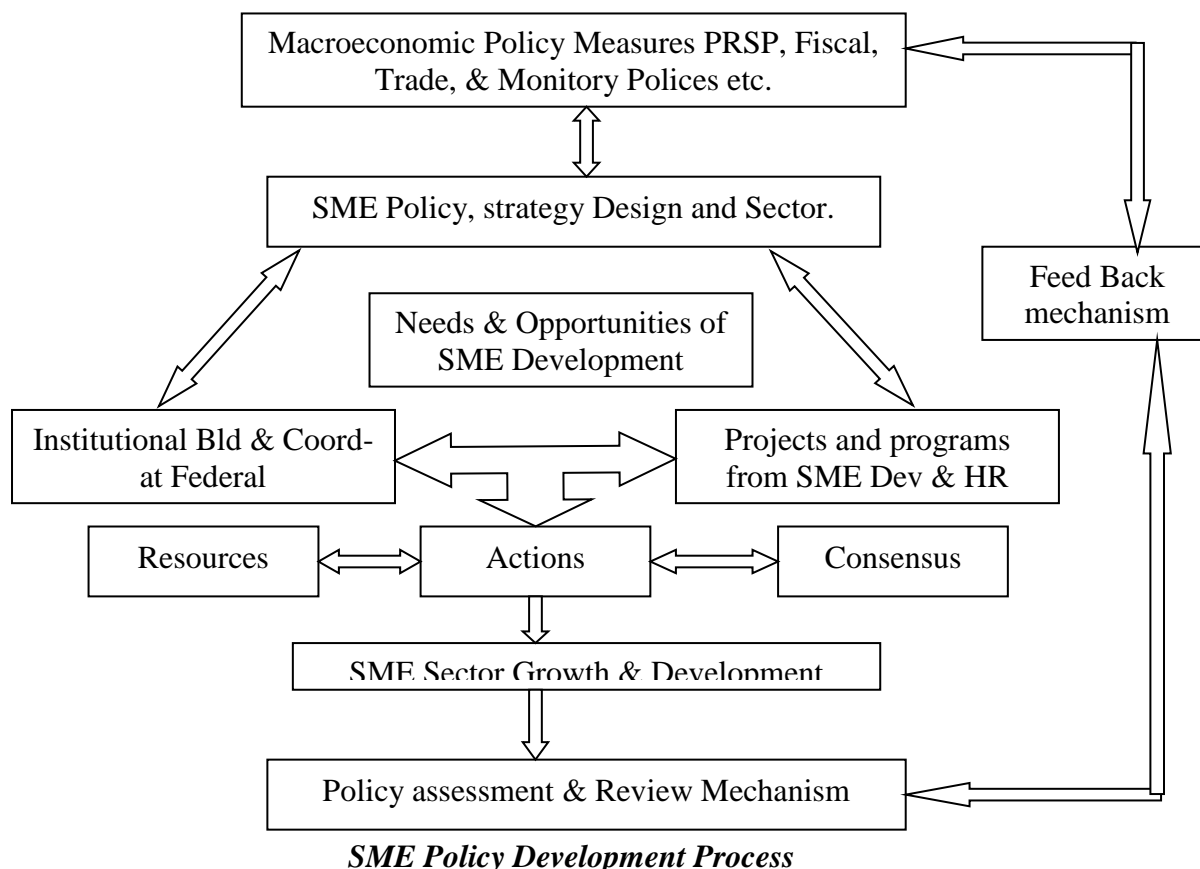 Macroeconomic Policy Measures PRSP, Fiscal,
Trade, & Monitory Polices etc.
SME Policy, strategy Design and Sector.
Feed Back
mechanism
Needs & Opportunities of
SME Development
Institutional Bld & Coord-
at Federal
Projects and programs
from SME Dev & HR
Resources
Actions
Consensus
SME Sector Growth & Development
Policy assessment & Review Mechanism
SME Policy Development Process